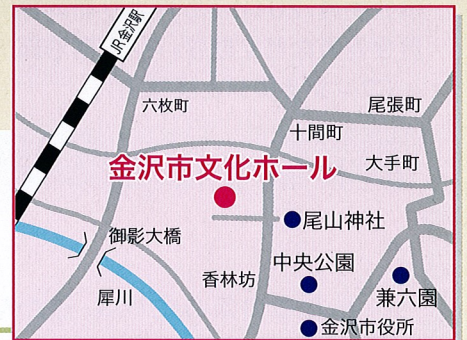 JR金沢駅
六枚町
尾張町
十間町
大手町
金沢市文化ホール
尾山神社
御影大橋
中央公園
香林坊
犀川
兼六園
金沢市役所